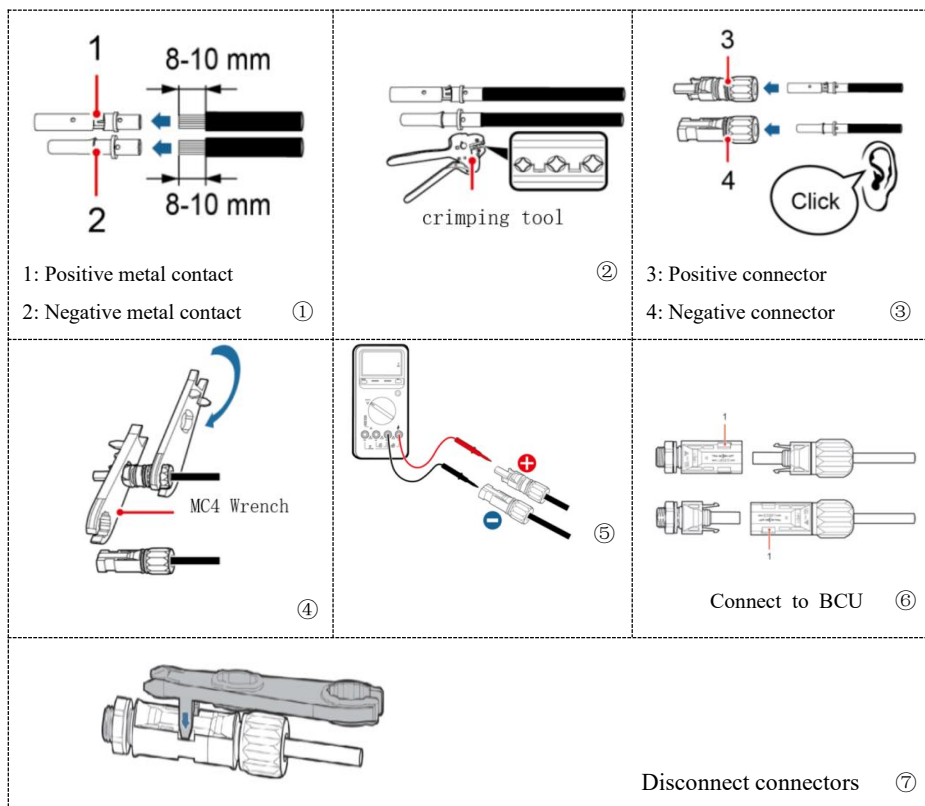 1
8-10 mm
2
8-10 mm
1: Positive metal contact
2: Negative metal contact ①
crimping tool
②
3
4
Click
3: Positive connector
4: Negative connector ③
MC4 Wrench
④
⑤
1
1
Connect to BCU ⑥
Disconnect connectors ⑦